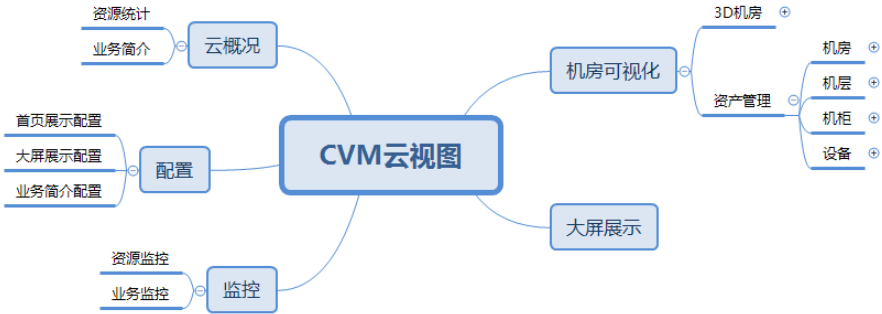 CVM云视图
云概况
资源统计
业务简介
配置
首页展示配置
大屏展示配置
业务简介配置
监控
资源监控
业务监控
机房可视化
3D机房
资产管理
机房
机层
机柜
设备
大屏展示